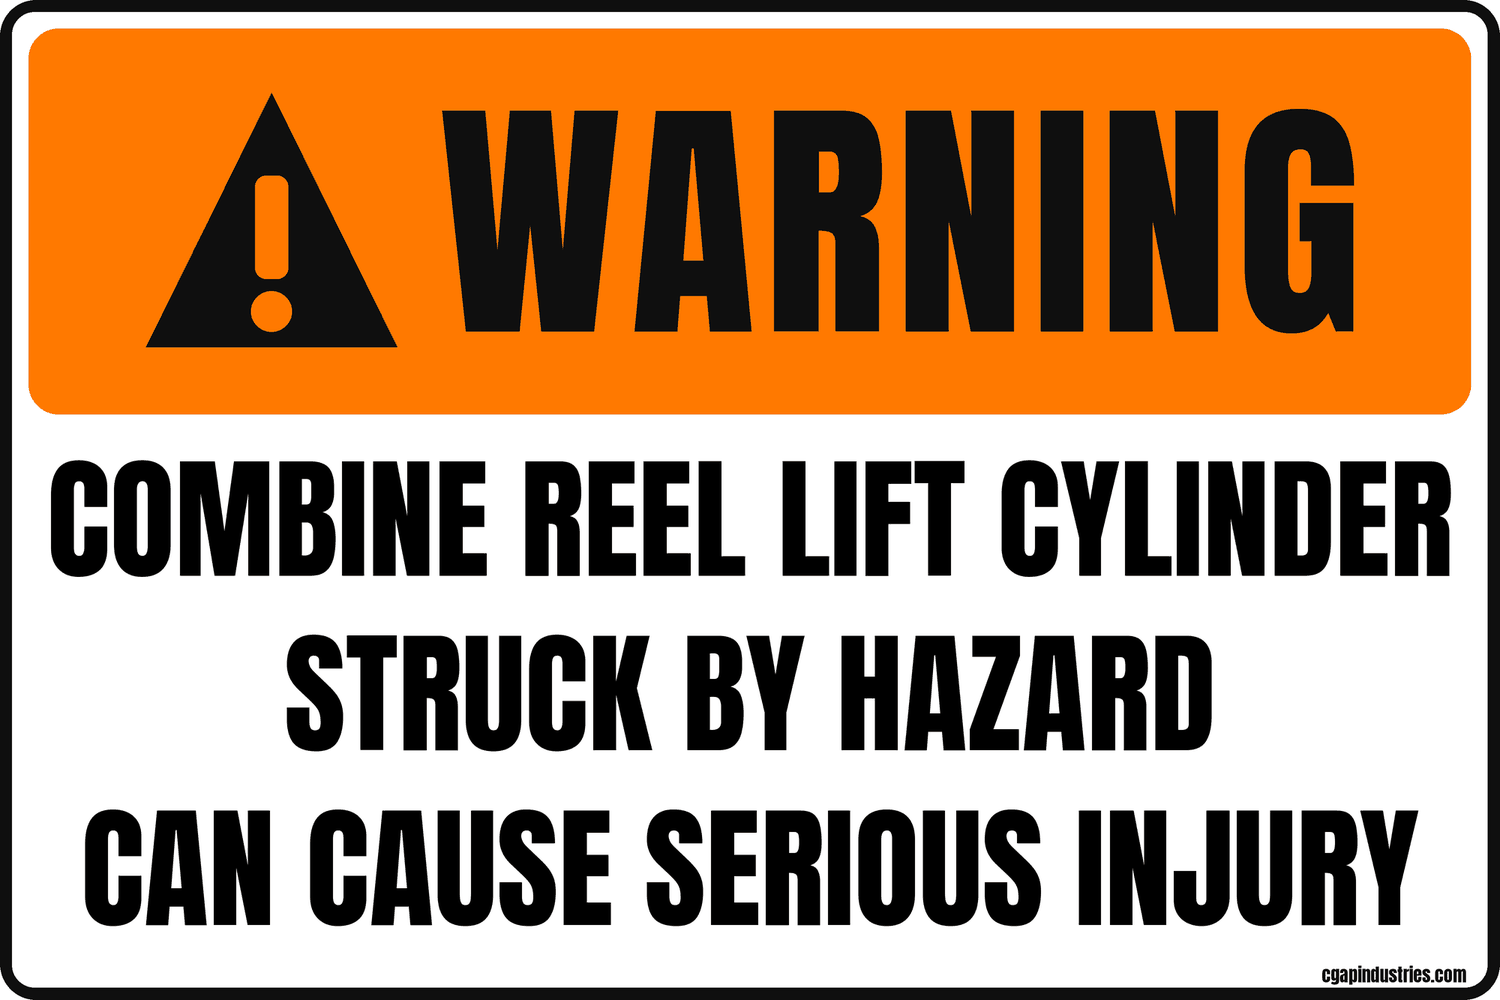 WARNING
COMBINE REEL LIFT CYLINDER
STRUCK BY HAZARD
CAN CAUSE SERIOUS INJURY
cgapindustries.com